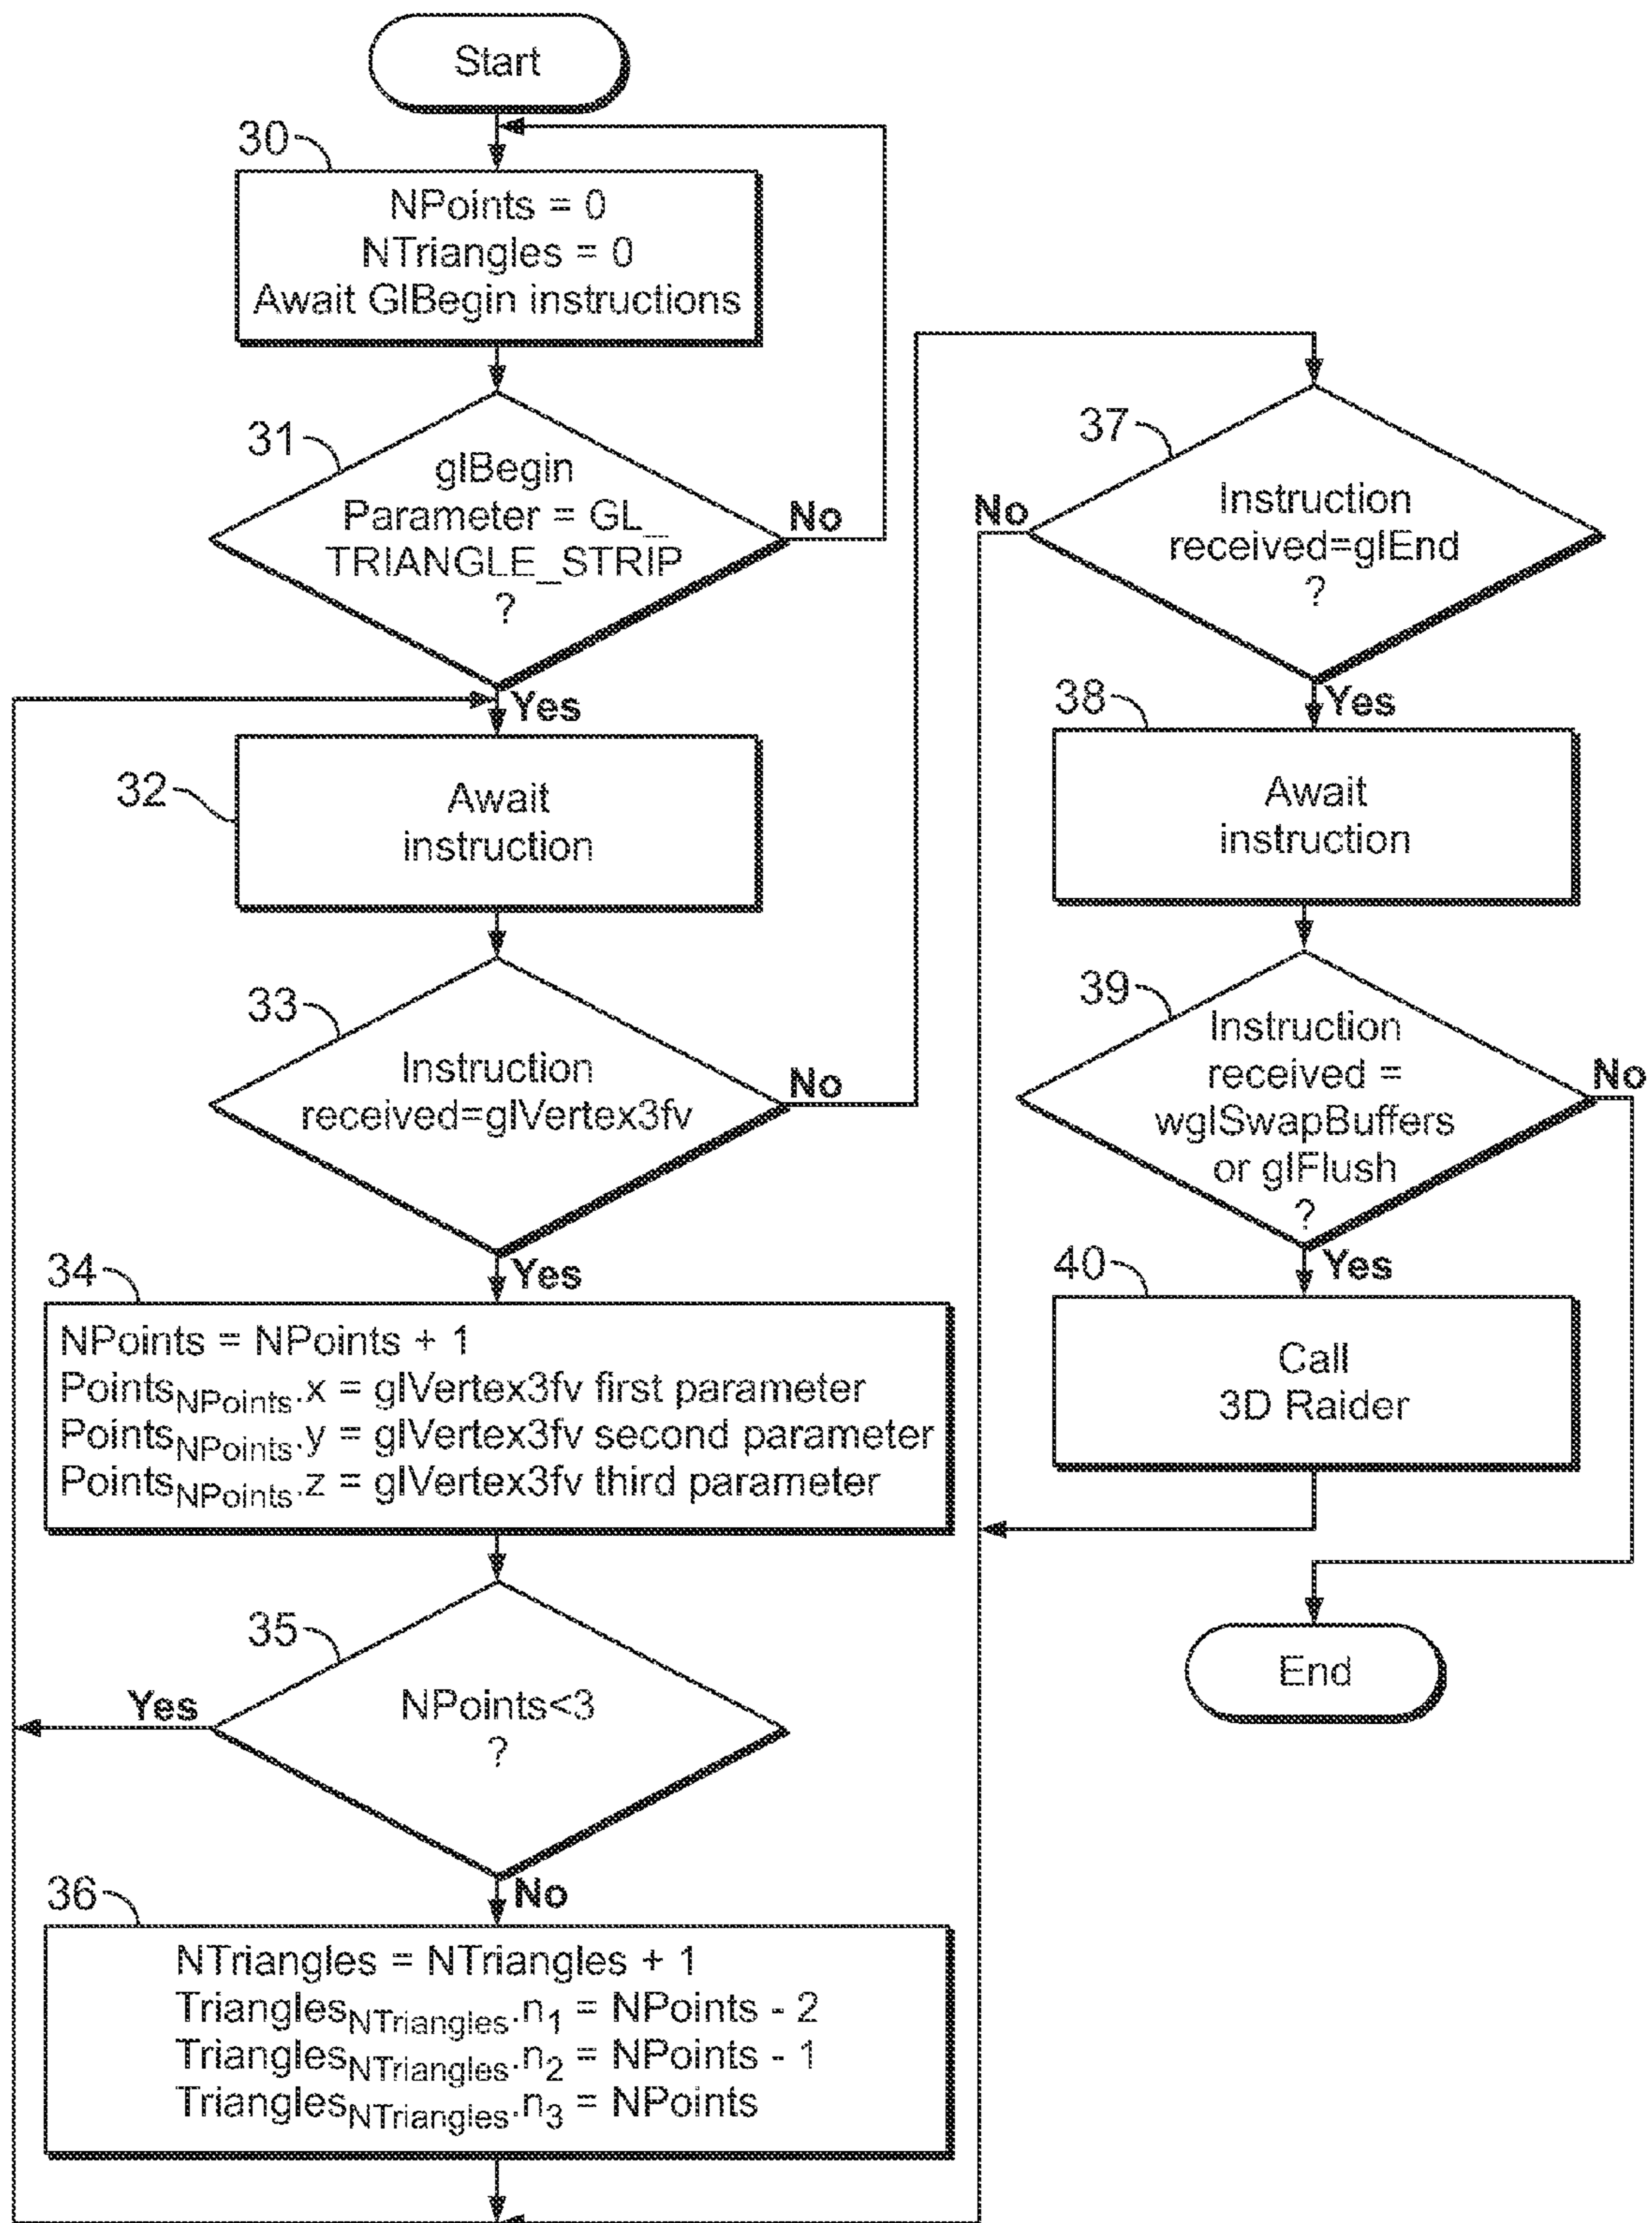 Start
30
NPoints = 0
NTriangles = 0
Await GlBegin instructions
31
glBegin
Parameter = GL_
TRIANGLE_STRIP
?
No
Yes
32
Await
instruction
33
Instruction
received=glVertex3fv
No
Yes
34
NPoints = NPoints + 1
PointsNPoints.x = glVertex3fv first parameter
PointsNPoints.y = glVertex3fv second parameter
PointsNPoints.z = glVertex3fv third parameter
35
NPoints<3
?
Yes
No
36
NTriangles = NTriangles + 1
TrianglesNTriangles.n1 = NPoints - 2
TrianglesNTriangles.n2 = NPoints - 1
TrianglesNTriangles.n3 = NPoints
37
Instruction
received=glEnd
?
No
Yes
38
Await
instruction
39
Instruction
received =
wglSwapBuffers
or glFlush
?
No
Yes
40
Call
3D Raider
End